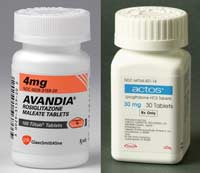 4mg
AVANDIA®
ROSIGLITAZONE
MALEATE TABLETS
100 Tiltab® Tablets
GlaxoSmithKline
actos®
(pioglitazone HCl) Tablets
30 mg 30 Tablets
Rx Only